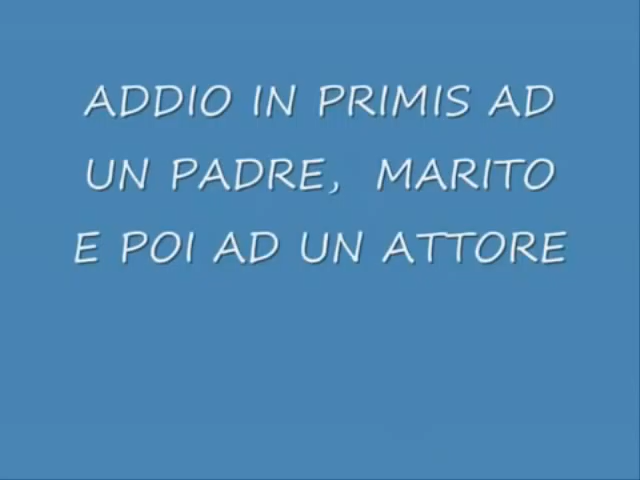 ADDIO IN PRIMIS AD
UN PADRE, MARITO
E POI AD UN ATTORE